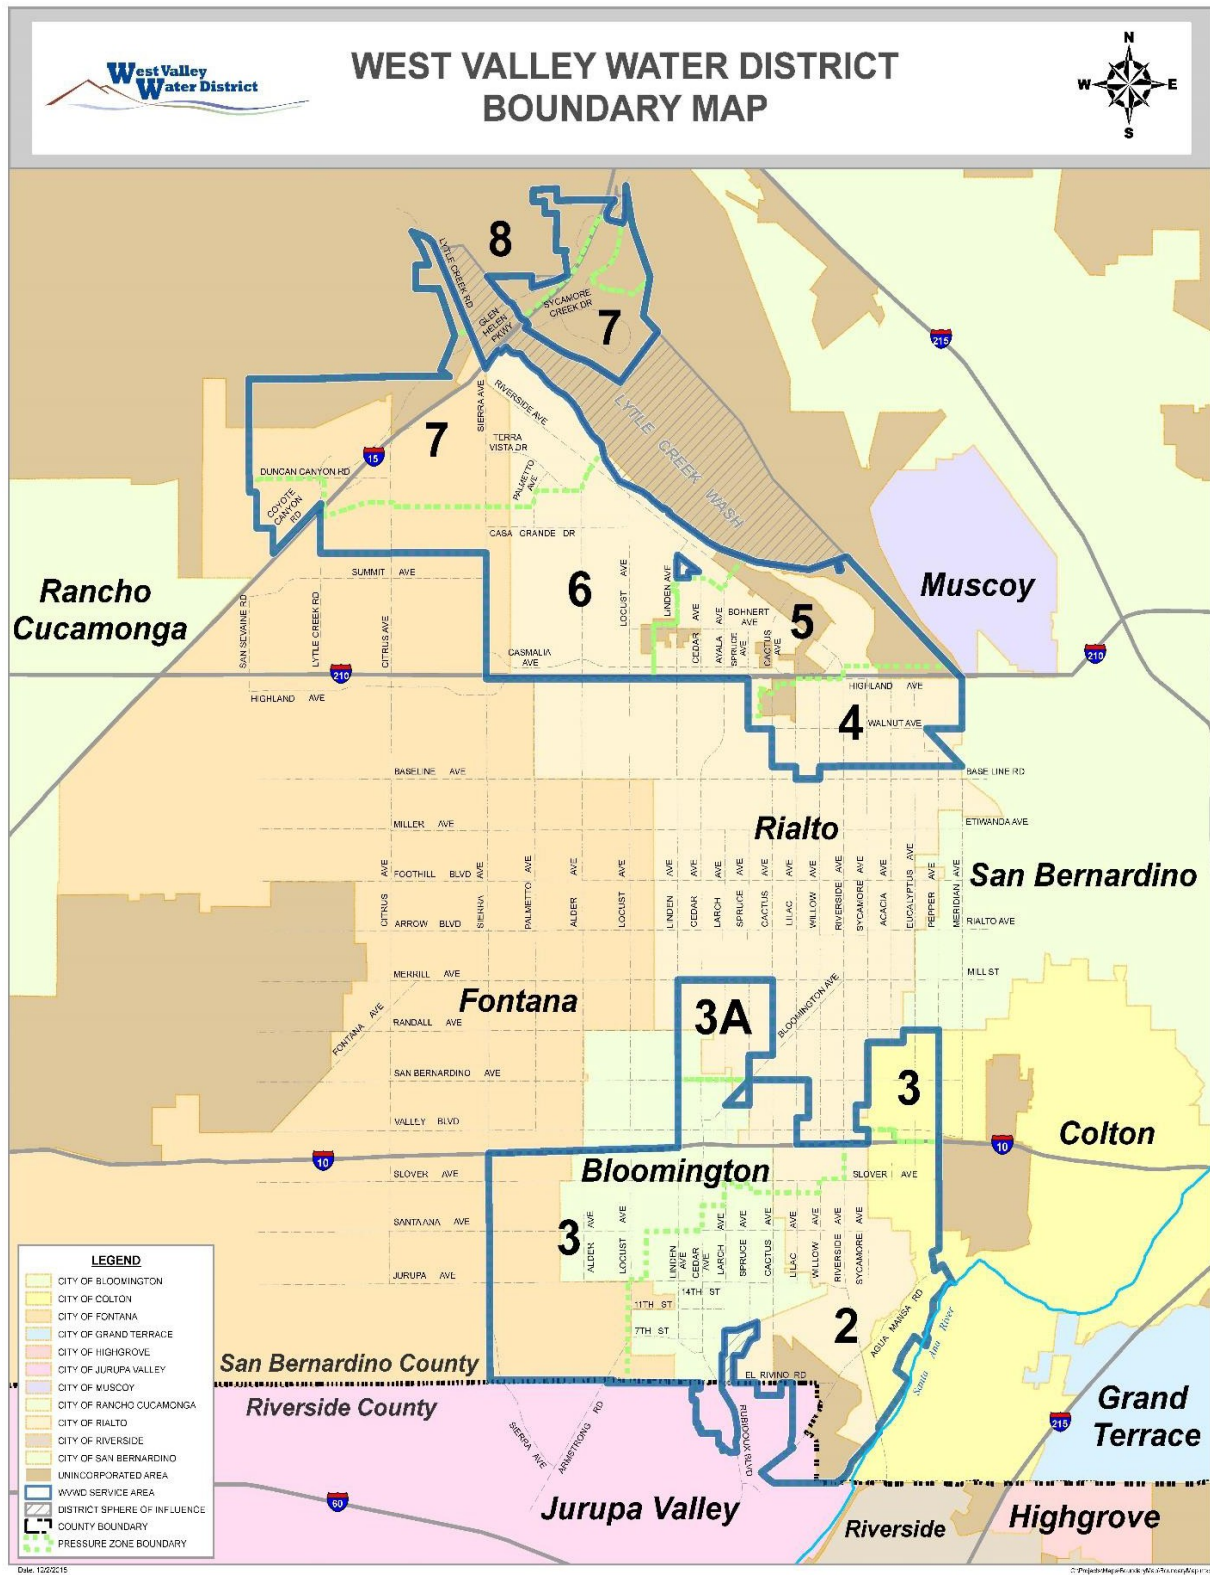 West Valley
Water District
WEST VALLEY WATER DISTRICT
BOUNDARY MAP
N
W
E
S
8
LYTLE CREEK RD
GLEN
HELEN
PKWY
SYCAMORE
CREEK DR
7
215
LYTLE CREEK WASH
SIERRA AVE
RIVERSIDE AVE
7
TERRA
VISTA DR
15
DUNCAN CANYON RD
PALMETTO
AVE
COYOTE
CANYON
RD
CASA GRANDE DR
SUMMIT AVE
Rancho
Cucamonga
6
LOCUST AVE
LINDEN AVE
Muscoy
5
BOHNERT
AVE
CEDAR AVE
AYALA AVE
SPRUCE
AVE
CACTUS
AVE
SAN SEVAINE RD
LYTLE CREEK RD
CITRUS AVE
CASMALIA
AVE
210
210
HIGHLAND AVE
HIGHLAND AVE
4
WALNUT AVE
BASELINE AVE
BASE LINE RD
MILLER AVE
Rialto
ETIWANDA AVE
CITRUS AVE
FOOTHILL BLVD
SIERRA AVE
PALMETTO AVE
ALDER AVE
LOCUST AVE
LINDEN AVE
CEDAR AVE
LARCH AVE
SPRUCE AVE
CACTUS AVE
LILAC AVE
WILLOW AVE
RIVERSIDE AVE
SYCAMORE AVE
ACACIA AVE
EUCALYPTUS AVE
PEPPER AVE
MERIDIAN AVE
San Bernardino
ARROW BLVD
RIALTO AVE
MERRILL AVE
MILL ST
Fontana
3A
BLOOMINGTON AVE
FONTANA AVE
RANDALL AVE
SAN BERNARDINO AVE
3
VALLEY BLVD
Colton
10
10
SLOVER AVE
Bloomington
SLOVER AVE
SANTA ANA AVE
3
ALDER AVE
LOCUST AVE
LINDEN
AVE
CEDAR
AVE
LARCH AVE
SPRUCE AVE
CACTUS AVE
LILAC AVE
WILLOW AVE
RIVERSIDE AVE
SYCAMORE AVE
JURUPA AVE
14TH ST
11TH ST
7TH ST
2
AGUA MANSA RD
Santa Ana River
EL RIVINO RD
San Bernardino County
Riverside County
SIERRA AVE
ARMSTRONG RD
RUBIDOUX BLVD
215
Grand
Terrace
60
Jurupa Valley
Riverside
Highgrove
LEGEND
CITY OF BLOOMINGTON
CITY OF COLTON
CITY OF FONTANA
CITY OF GRAND TERRACE
CITY OF HIGHGROVE
CITY OF JURUPA VALLEY
CITY OF MUSCOY
CITY OF RANCHO CUCAMONGA
CITY OF RIALTO
CITY OF RIVERSIDE
CITY OF SAN BERNARDINO
UNINCORPORATED AREA
WVWD SERVICE AREA
DISTRICT SPHERE OF INFLUENCE
COUNTY BOUNDARY
PRESSURE ZONE BOUNDARY
Date: 12/2/2015